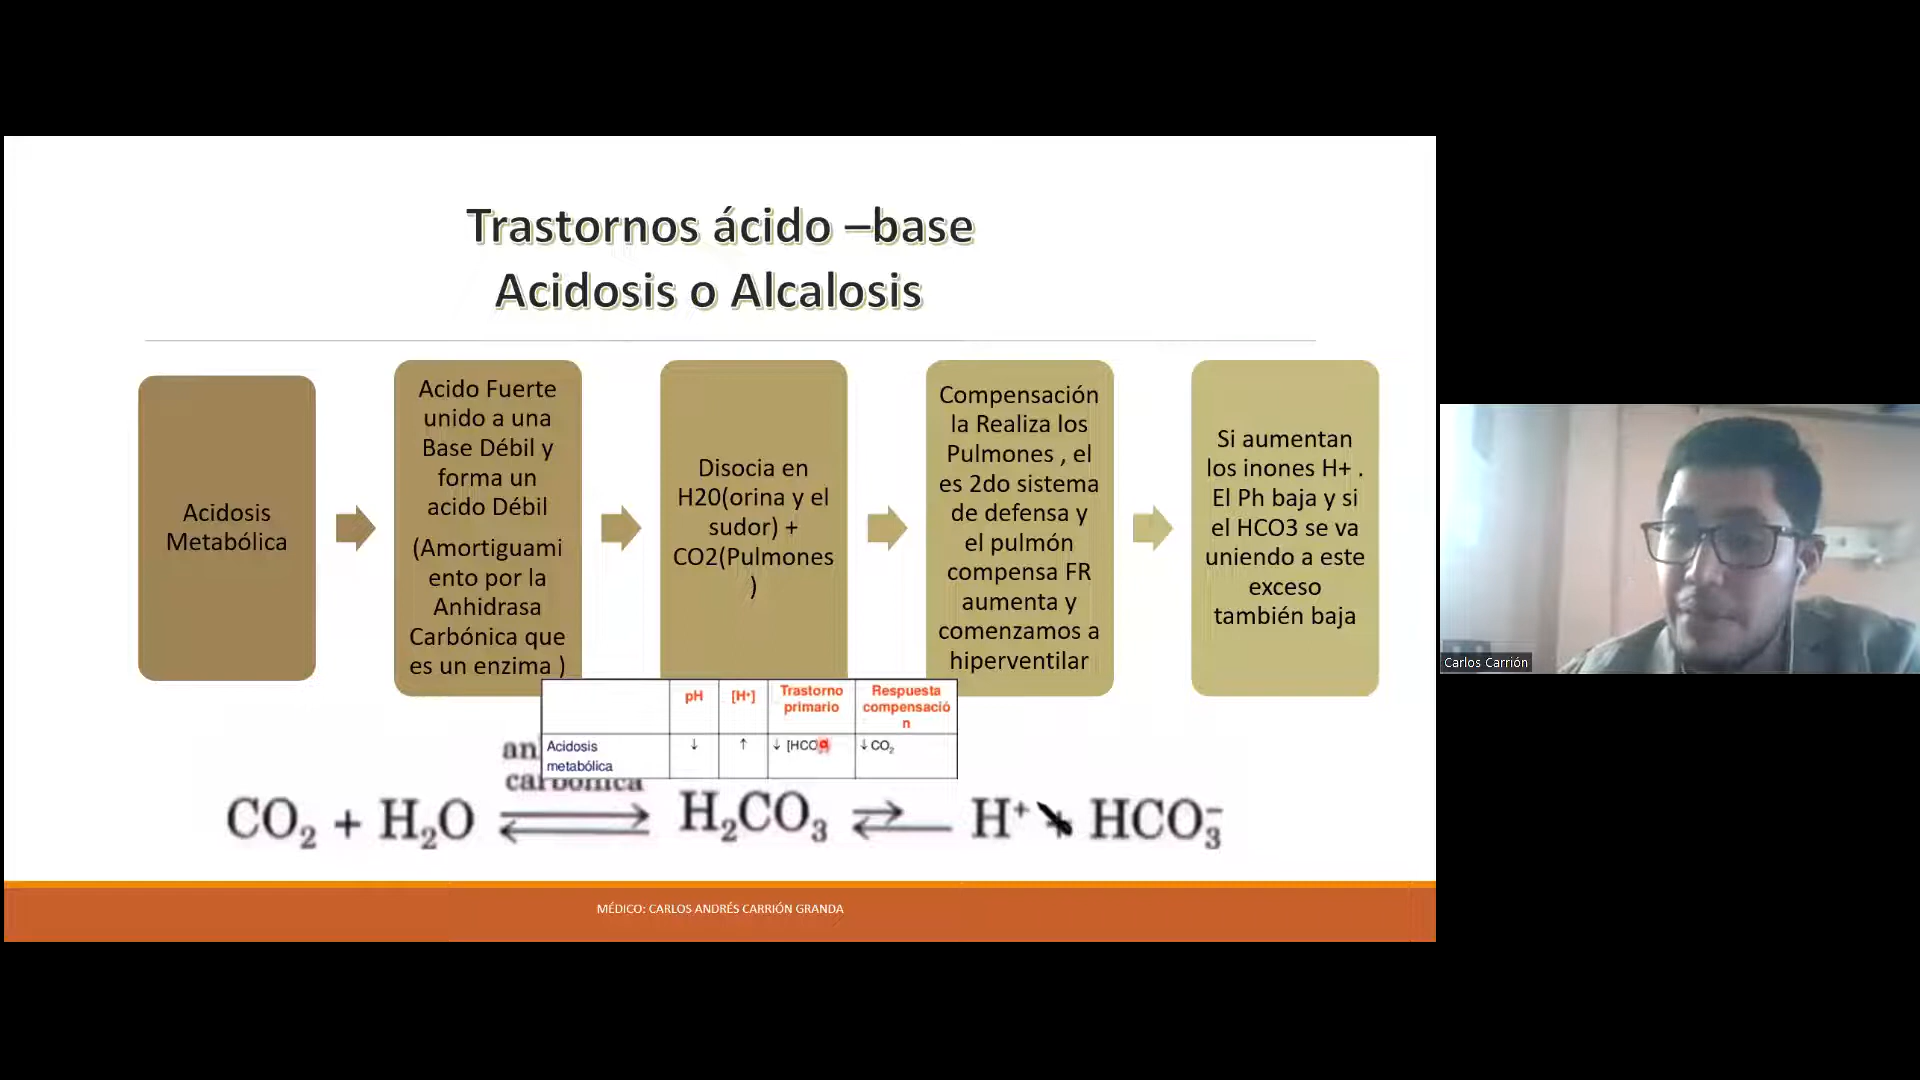 Trastornos ácido –base
Acidosis o Alcalosis
Acidosis
Metabólica
Acido Fuerte
unido a una
Base Débil y
forma un
acido Débil
(Amortiguami
ento por la
Anhidrasa
Carbónica que
es un enzima )
Disocia en
H20(orina y el
sudor) +
CO2(Pulmones
)
Compensación
la Realiza los
Pulmones , el
es 2do sistema
de defensa y
el pulmón
compensa FR
aumenta y
comenzamos a
hiperventilar
Si aumentan
los inones H+ .
El Ph baja y si
el HCO3 se va
uniendo a este
exceso
también baja
pH
[H⁺]
Trastorno
primario
Respuesta
compensació
n
Acidosis
metabólica
↓
↑
↓ [HCO
↓ CO₂
carbónica
CO₂ + H₂O ⇌ H₂CO₃ ⇌ H⁺ + HCO₃⁻
MÉDICO: CARLOS ANDRÉS CARRIÓN GRANDA
Carlos Carrión